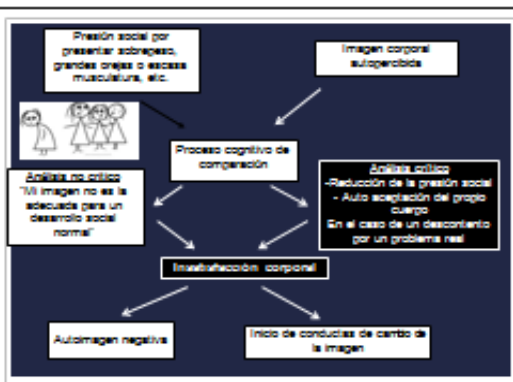 Presión social por
presentar sobrepeso,
grandes orejas o escasa
musculatura, etc.
Imagen corporal
autopercibida
Proceso cognitivo de
comparación
Análisis no crítico
"Mi imagen no es la
adecuada para un
desarrollo social
normal"
Análisis crítico
-Reducción de la presión social
- Auto aceptación del propio
cuerpo
En el caso de un descontento
por un problema real
Insatisfacción corporal
Autoimagen negativa
Inicio de conductas de cambio de
la imagen